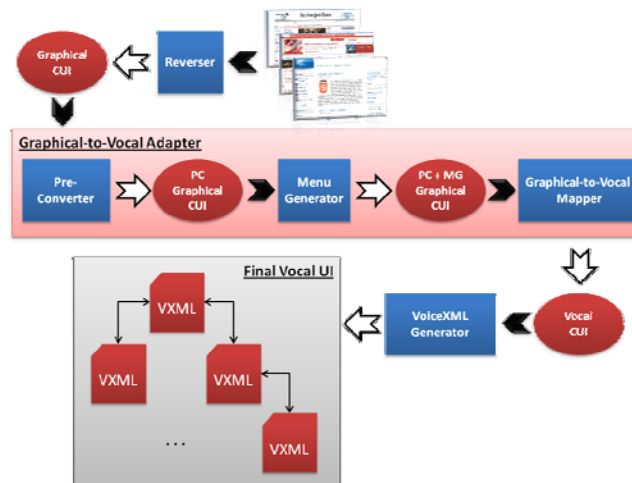 Graphical
CUI
Reverser
Graphical-to-Vocal Adapter
Pre-
Converter
PC
Graphical
CUI
Menu
Generator
PC + MG
Graphical
CUI
Graphical-to-Vocal
Mapper
Final Vocal UI
VXML
VXML
VXML
VXML
...
VoiceXML
Generator
Vocal
CUI